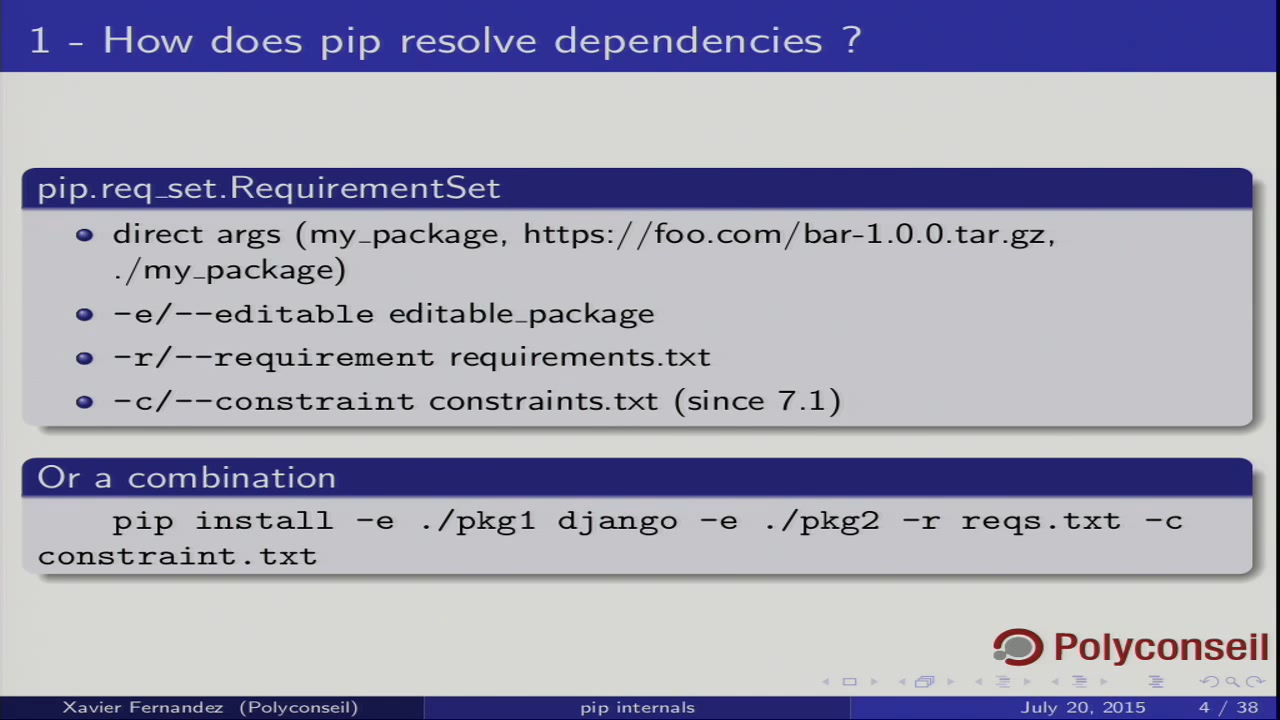 1 - How does pip resolve dependencies ?
pip.req_set.RequirementSet
direct args (my_package, https://foo.com/bar-1.0.0.tar.gz,
./my_package)
-e/--editable editable_package
-r/--requirement requirements.txt
-c/--constraint constraints.txt (since 7.1)
Or a combination
pip install -e ./pkg1 django -e ./pkg2 -r reqs.txt -c
constraint.txt
Polyconseil
Xavier Fernandez (Polyconseil) pip internals July 20, 2015 4 / 38